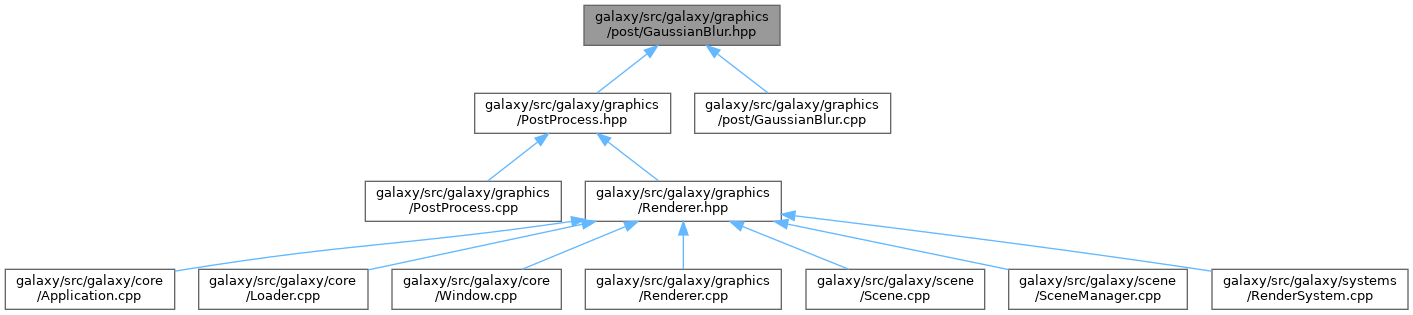 galaxy/src/galaxy/graphics
/post/GaussianBlur.hpp
galaxy/src/galaxy/graphics
/PostProcess.hpp
galaxy/src/galaxy/graphics
/post/GaussianBlur.cpp
galaxy/src/galaxy/graphics
/PostProcess.cpp
galaxy/src/galaxy/graphics
/Renderer.hpp
galaxy/src/galaxy/core
/Application.cpp
galaxy/src/galaxy/core
/Loader.cpp
galaxy/src/galaxy/core
/Window.cpp
galaxy/src/galaxy/graphics
/Renderer.cpp
galaxy/src/galaxy/scene
/Scene.cpp
galaxy/src/galaxy/scene
/SceneManager.cpp
galaxy/src/galaxy/systems
/RenderSystem.cpp